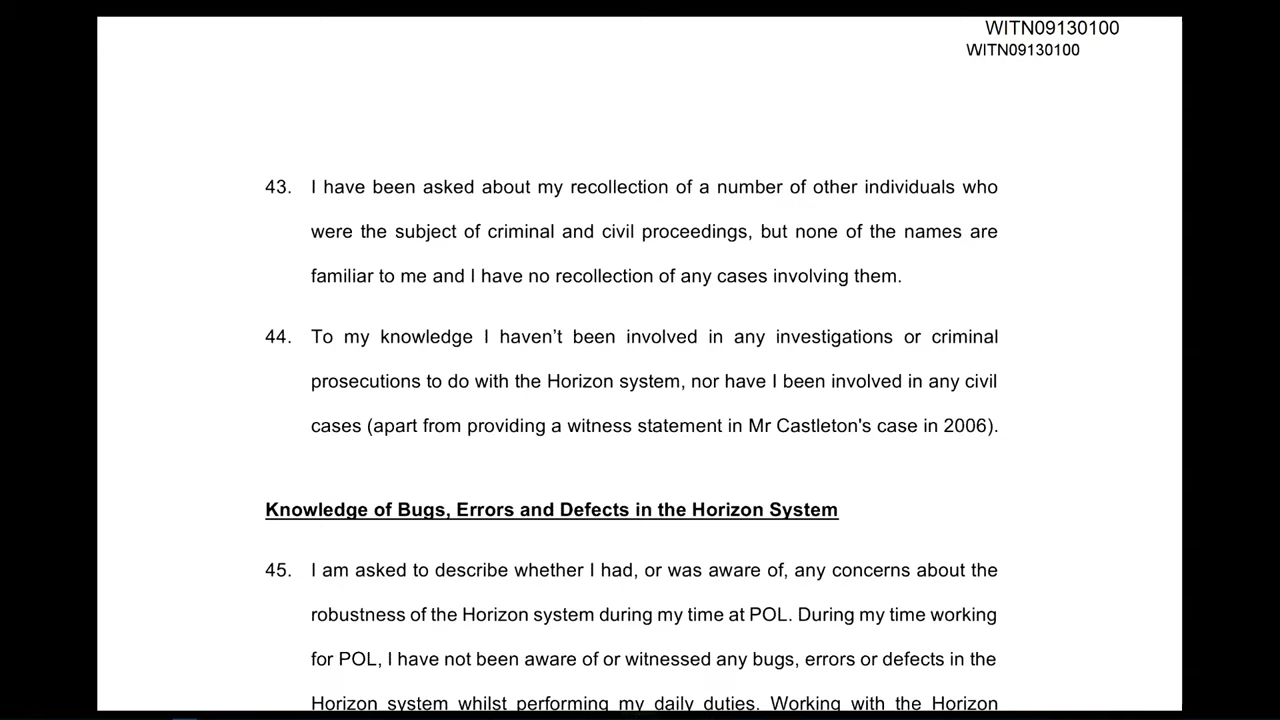 WITN09130100
WITN09130100
43. I have been asked about my recollection of a number of other individuals who
were the subject of criminal and civil proceedings, but none of the names are
familiar to me and I have no recollection of any cases involving them.
44. To my knowledge I haven’t been involved in any investigations or criminal
prosecutions to do with the Horizon system, nor have I been involved in any civil
cases (apart from providing a witness statement in Mr Castleton's case in 2006).
Knowledge of Bugs, Errors and Defects in the Horizon System
45. I am asked to describe whether I had, or was aware of, any concerns about the
robustness of the Horizon system during my time at POL. During my time working
for POL, I have not been aware of or witnessed any bugs, errors or defects in the
Horizon system whilst performing my daily duties. Working with the Horizon